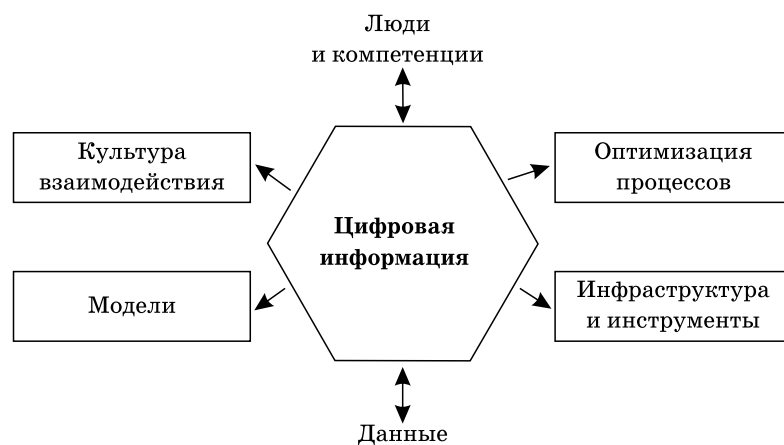 Люди
и компетенции
Культура
взаимодействия
Оптимизация
процессов
Цифровая
информация
Модели
Инфраструктура
и инструменты
Данные